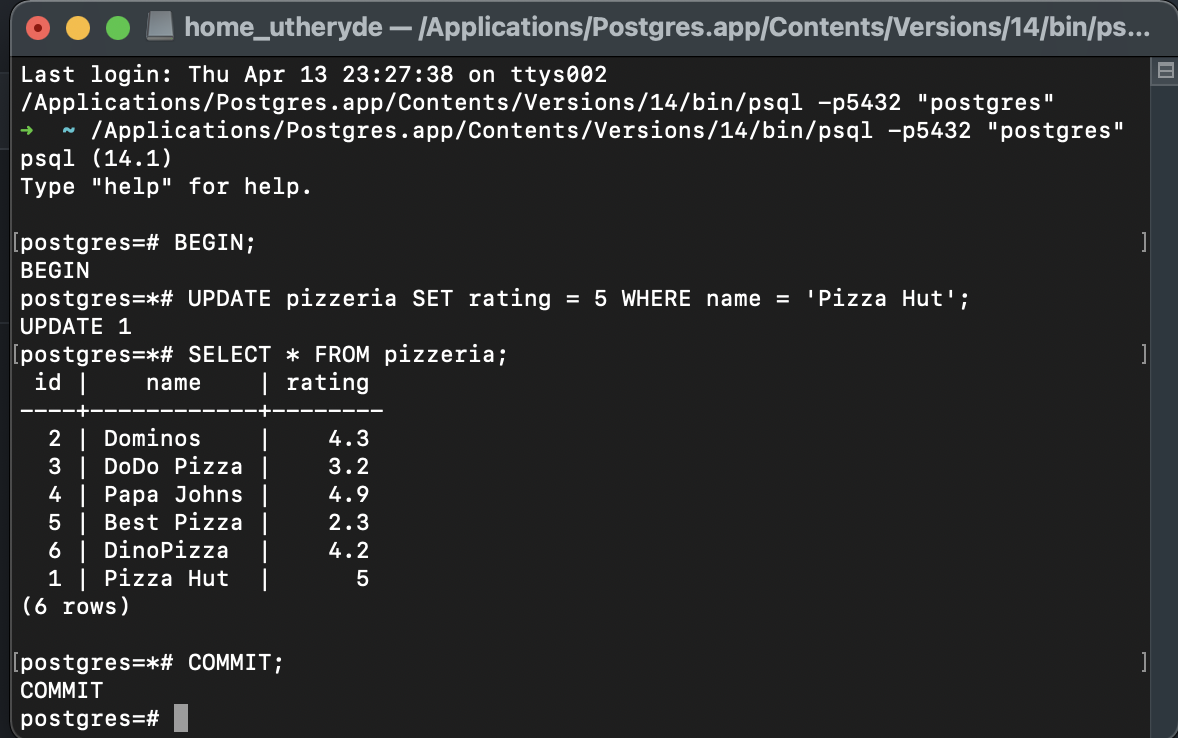 home_utheryde — /Applications/Postgres.app/Contents/Versions/14/bin/ps...
Last login: Thu Apr 13 23:27:38 on ttys002
/Applications/Postgres.app/Contents/Versions/14/bin/psql -p5432 "postgres"
➜  ~ /Applications/Postgres.app/Contents/Versions/14/bin/psql -p5432 "postgres"
psql (14.1)
Type "help" for help.
[postgres=# BEGIN; ]
BEGIN
postgres=*# UPDATE pizzeria SET rating = 5 WHERE name = 'Pizza Hut';
UPDATE 1
[postgres=*# SELECT * FROM pizzeria; ]
 id |    name    | rating
----+------------+--------
  2 | Dominos    |    4.3
  3 | DoDo Pizza |    3.2
  4 | Papa Johns |    4.9
  5 | Best Pizza |    2.3
  6 | DinoPizza  |    4.2
  1 | Pizza Hut  |      5
(6 rows)
[postgres=*# COMMIT; ]
COMMIT
postgres=#